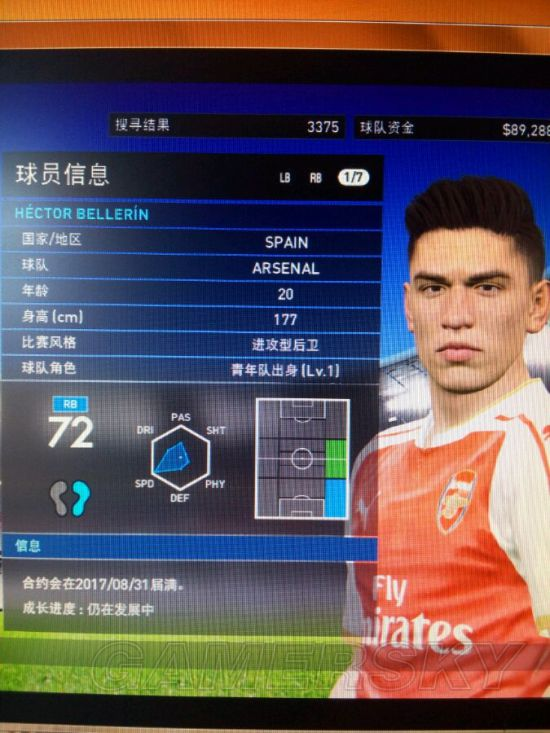 搜寻结果 3375 球队资金 $89,288
球员信息 LB RB 1/7
HÉCTOR BELLERÍN
国家/地区 SPAIN
球队 ARSENAL
年龄 20
身高(cm) 177
比赛风格 进攻型后卫
球队角色 青年队出身(Lv.1)
RB
72
PAS
DRI SHT
SPD PHY
DEF
信息
合约会在2017/08/31届满。
成长进度:仍在发展中
Arsenal
Fly
mirates
GAMERSKY